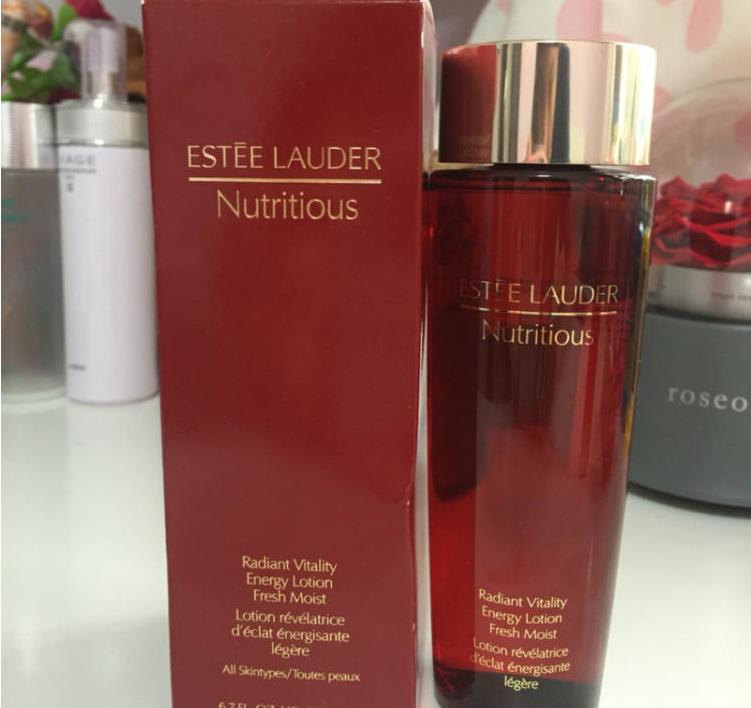 ESTĒE LAUDER
Nutritious
Radiant Vitality
Energy Lotion
Fresh Moist
Lotion révélatrice
d'éclat énergisante
légère
All Skintypes/Toutes peaux
ESTĒE LAUDER
Nutritious
Radiant Vitality
Energy Lotion
Fresh Moist
Lotion révélatrice
d'éclat énergisante
légère
roseo